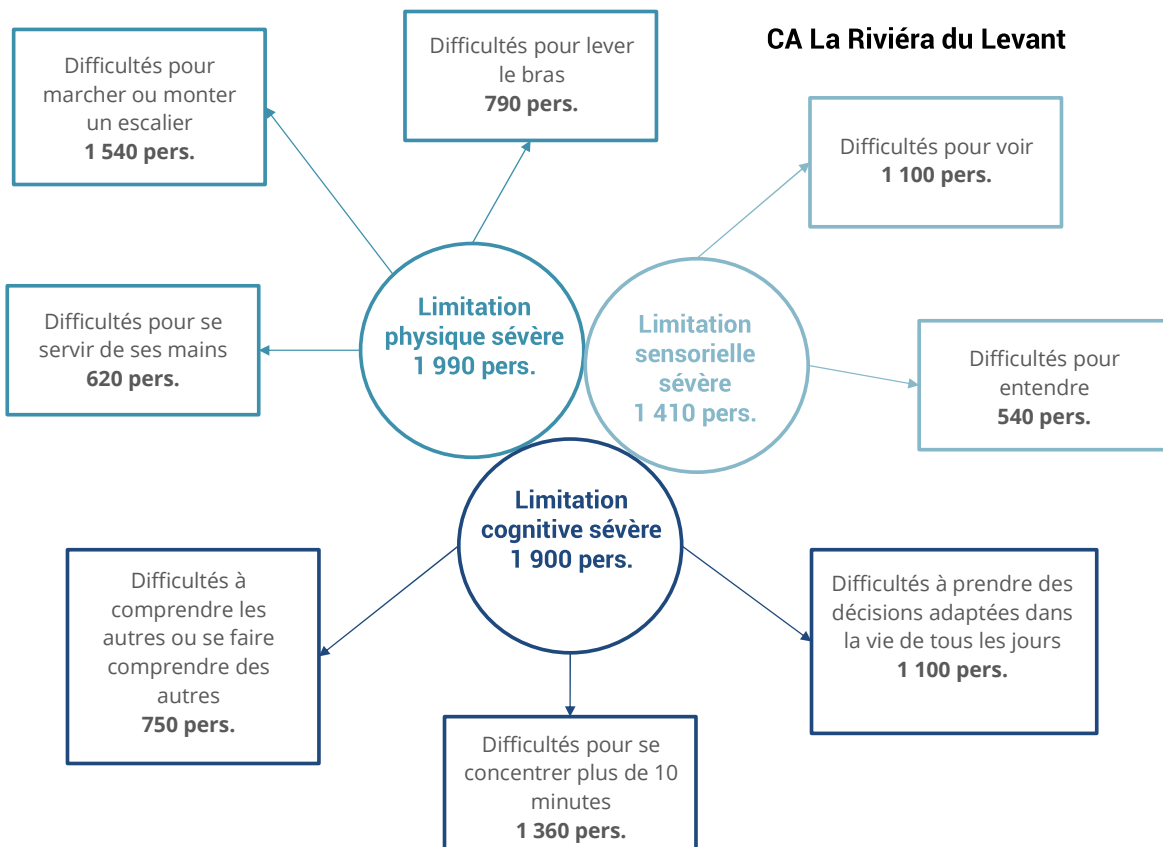 CA La Riviéra du Levant
Difficultés pour
marcher ou monter
un escalier
1 540 pers.
Difficultés pour lever
le bras
790 pers.
Difficultés pour voir
1 100 pers.
Difficultés pour se
servir de ses mains
620 pers.
Limitation
physique sévère
1 990 pers.
Limitation
sensorielle
sévère
1 410 pers.
Difficultés pour
entendre
540 pers.
Limitation
cognitive sévère
1 900 pers.
Difficultés à
comprendre les
autres ou se faire
comprendre des
autres
750 pers.
Difficultés pour se
concentrer plus de 10
minutes
1 360 pers.
Difficultés à prendre des
décisions adaptées dans
la vie de tous les jours
1 100 pers.